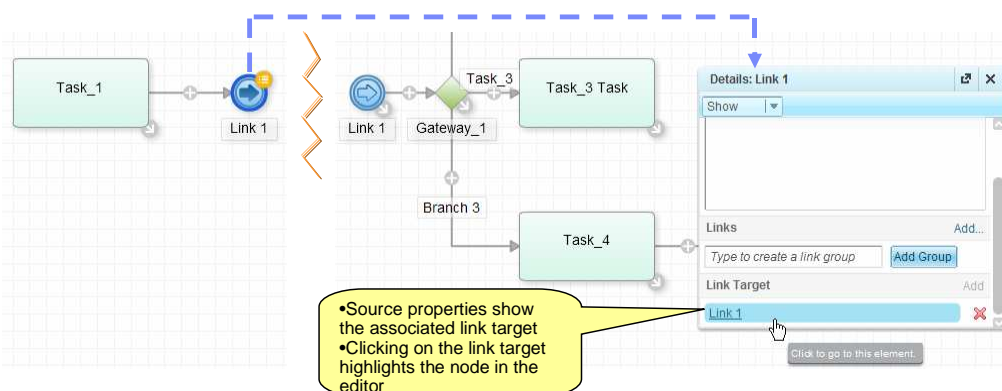 Task_1
Link 1
Link 1
Gateway_1
Task_3
Task_3 Task
Branch 3
Task_4
Details: Link 1
Show
Links
Add...
Type to create a link group
Add Group
Link Target
Add
Link 1
Click to go to this element.
•Source properties show
the associated link target
•Clicking on the link target
highlights the node in the
editor